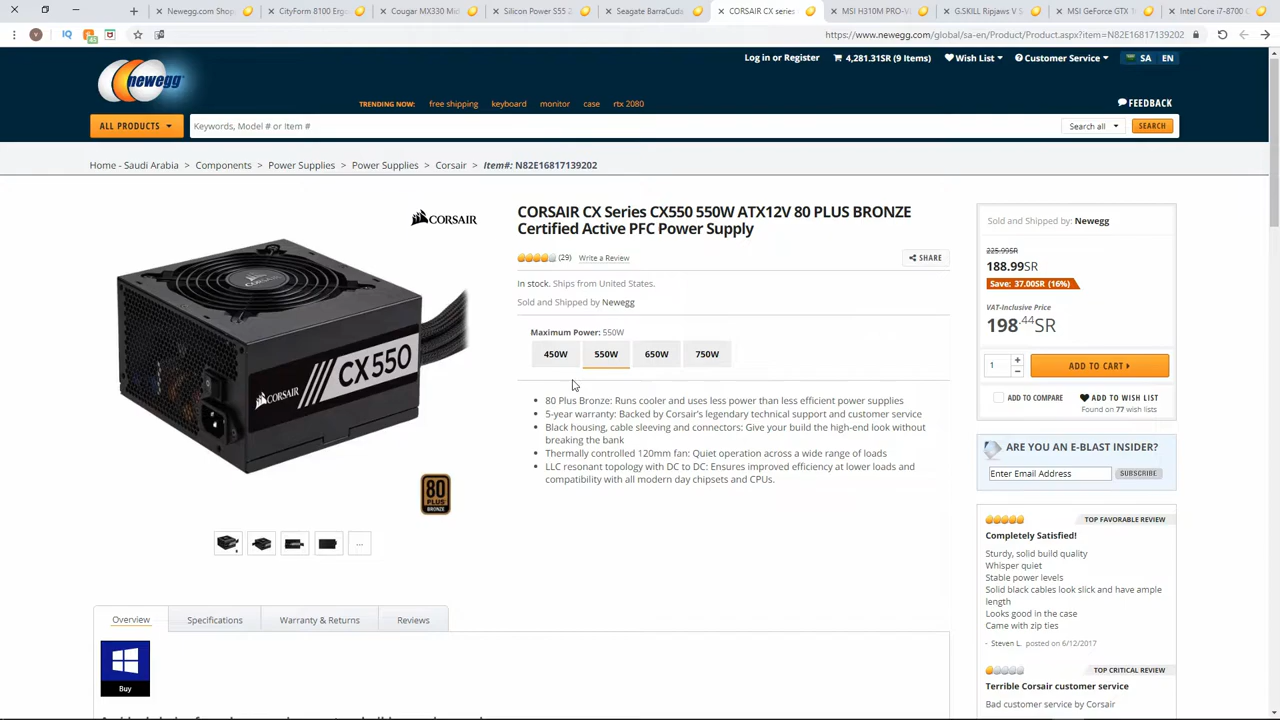 Newegg.com Shop
CityForm 8100 Ergo
Cougar MX330 Mid
Silicon Power S55 2
Seagate BarraCuda
CORSAIR CX series
MSI H310M PRO-V
G.SKILL Ripjaws V S
MSI GeForce GTX 1
Intel Core i7-8700 C
https://www.newegg.com/global/sa-en/Product/Product.aspx?item=N82E16817139202
newegg
Log in or Register
4,281.31SR (9 Items)
Wish List
Customer Service
SA EN
TRENDING NOW: free shipping keyboard monitor case rtx 2080
FEEDBACK
ALL PRODUCTS
Keywords, Model # or Item #
Search all
SEARCH
Home - Saudi Arabia > Components > Power Supplies > Power Supplies > Corsair > Item#: N82E16817139202
CORSAIR
CORSAIR
CORSAIR
CX550
80
PLUS
BRONZE
...
CORSAIR CX Series CX550 550W ATX12V 80 PLUS BRONZE
Certified Active PFC Power Supply
(29) Write a Review
SHARE
In stock. Ships from United States.
Sold and Shipped by Newegg
Maximum Power: 550W
450W 550W 650W 750W
80 Plus Bronze: Runs cooler and uses less power than less efficient power supplies
5-year warranty: Backed by Corsair's legendary technical support and customer service
Black housing, cable sleeving and connectors: Give your build the high-end look without
breaking the bank
Thermally controlled 120mm fan: Quiet operation across a wide range of loads
LLC resonant topology with DC to DC: Ensures improved efficiency at lower loads and
compatibility with all modern day chipsets and CPUs.
Sold and Shipped by: Newegg
225.99SR
188.99SR
Save: 37.00SR (16%)
VAT-Inclusive Price
198.44SR
1
ADD TO CART
ADD TO COMPARE
ADD TO WISH LIST
Found on 77 wish lists
ARE YOU AN E-BLAST INSIDER?
Enter Email Address
SUBSCRIBE
TOP FAVORABLE REVIEW
Completely Satisfied!
Sturdy, solid build quality
Whisper quiet
Stable power levels
Solid black cables look slick and have ample
length
Looks good in the case
Came with zip ties
- Steven L. posted on 6/12/2017
TOP CRITICAL REVIEW
Terrible Corsair customer service
Bad customer service by Corsair
Overview
Specifications
Warranty & Returns
Reviews
Buy